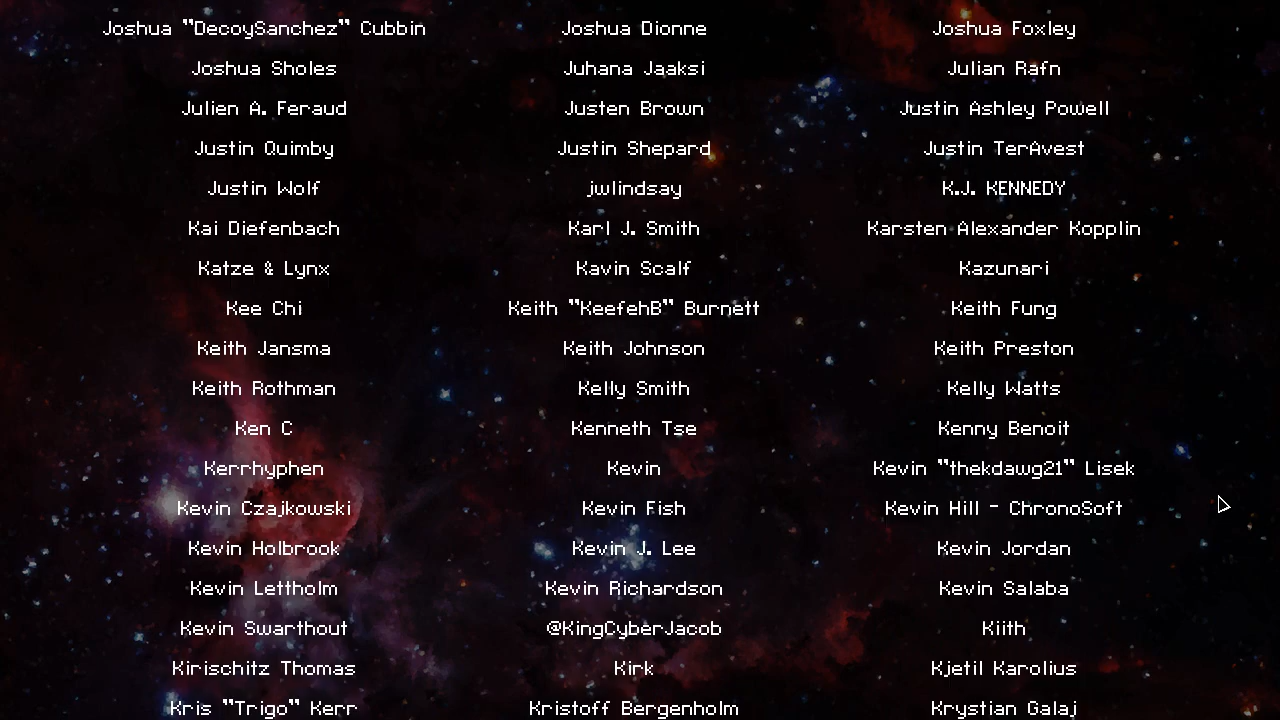 Joshua "DecoySanchez" Cubbin Joshua Dionne Joshua Foxley
Joshua Sholes Juhana Jaaksi Julian Rafn
Julien A. Feraud Justen Brown Justin Ashley Powell
Justin Quimby Justin Shepard Justin TerAvest
Justin Wolf jwlindsay K.J. KENNEDY
Kai Diefenbach Karl J. Smith Karsten Alexander Kopplin
Katze & Lynx Kavin Scalf Kazunari
Kee Chi Keith "KeefehB" Burnett Keith Fung
Keith Jansma Keith Johnson Keith Preston
Keith Rothman Kelly Smith Kelly Watts
Ken C Kenneth Tse Kenny Benoit
Kerrhyphen Kevin Kevin "thekdawg21" Lisek
Kevin Czajkowski Kevin Fish Kevin Hill - ChronoSoft
Kevin Holbrook Kevin J. Lee Kevin Jordan
Kevin Lettholm Kevin Richardson Kevin Salaba
Kevin Swarthout @KingCyberJacob Kiith
Kirischitz Thomas Kirk Kjetil Karolius
Kris "Trigo" Kerr Kristoff Bergenholm Krystian Galaj